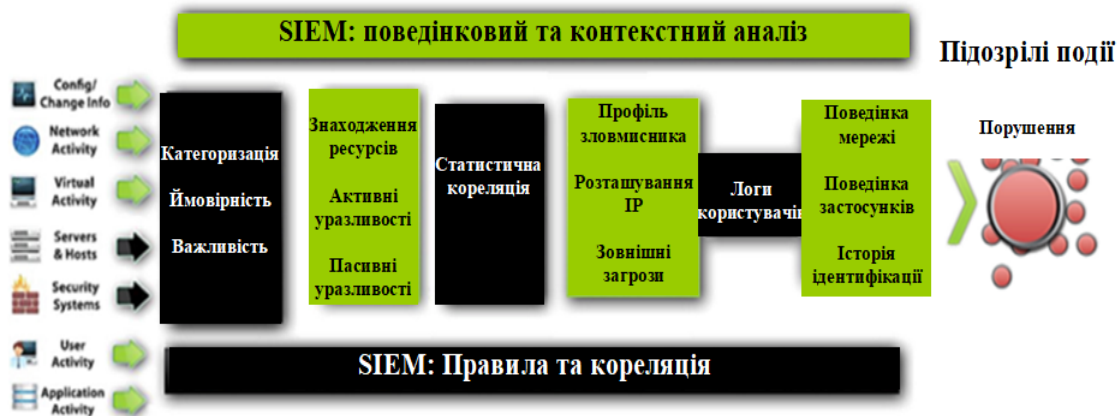 SIEM: поведінковий та контекстний аналіз
Підозрілі події
Config/
Change Info
Network
Activity
Virtual
Activity
Servers
& Hosts
Security
Systems
User
Activity
Application
Activity
Категоризація
Ймовірність
Важливість
Знаходження
ресурсів
Активні
уразливості
Пасивні
уразливості
Статистична
кореляція
Профіль
зловмисника
Розташування
IP
Зовнішні
загрози
Логи
користувачів
Поведінка
мережі
Поведінка
застосунків
Історія
ідентифікації
Порушення
SIEM: Правила та кореляція